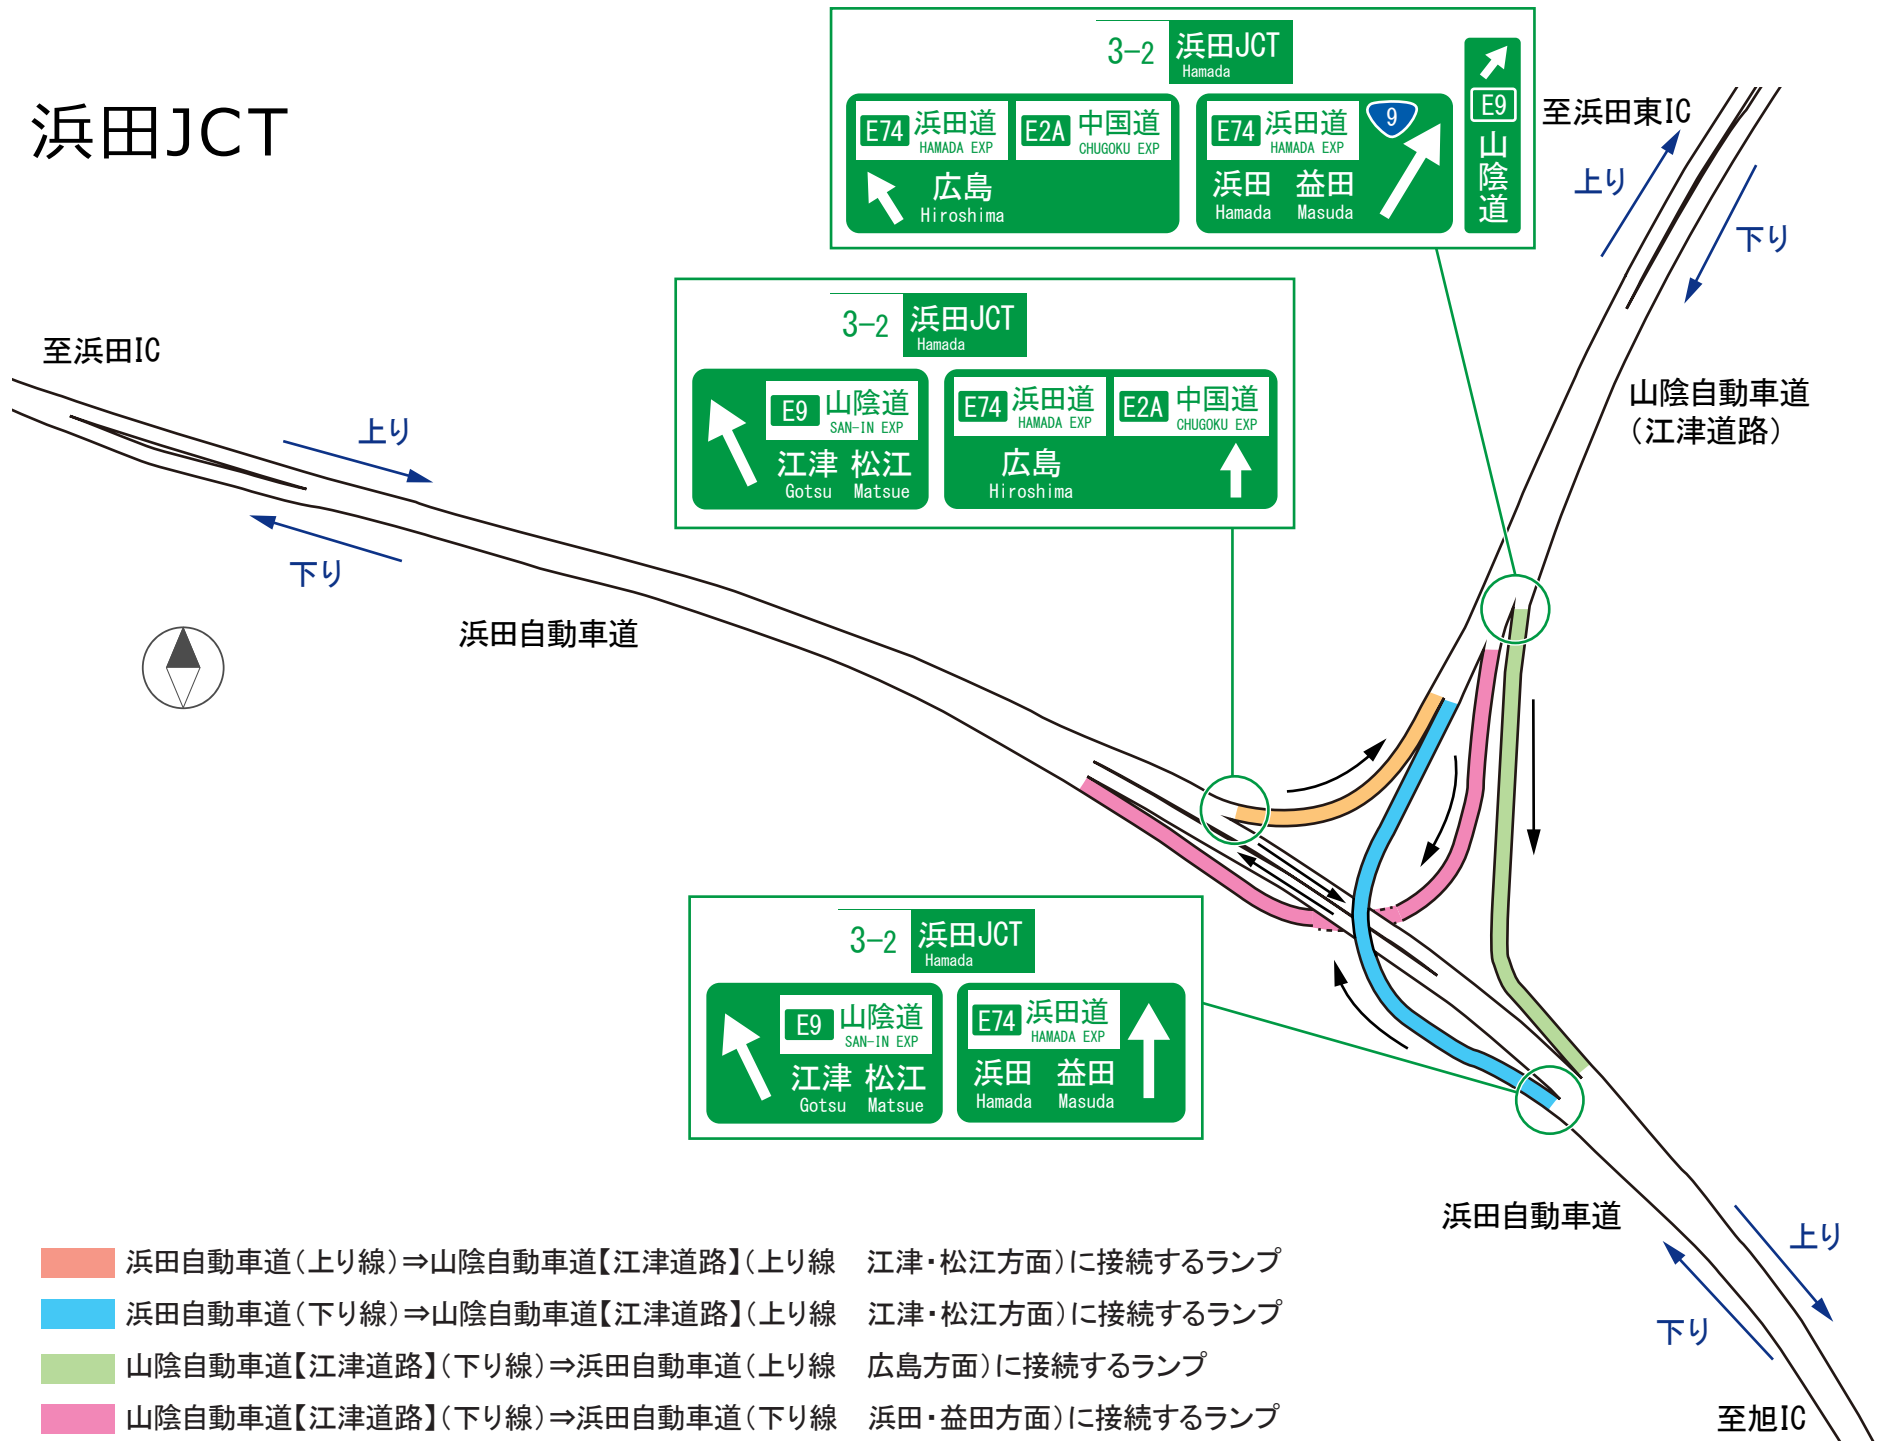 浜田JCT
3-2 浜田JCT
Hamada
E74 浜田道 E2A 中国道
HAMADA EXP CHUGOKU EXP
広島
Hiroshima
E74 浜田道 9
HAMADA EXP
浜田 益田
Hamada Masuda
E9
山陰道
至浜田東IC
上り
下り
3-2 浜田JCT
Hamada
E9 山陰道
SAN-IN EXP
江津 松江
Gotsu Matsue
E74 浜田道 E2A 中国道
HAMADA EXP CHUGOKU EXP
広島
Hiroshima
至浜田IC
上り
下り
浜田自動車道
山陰自動車道
（江津道路）
3-2 浜田JCT
Hamada
E9 山陰道
SAN-IN EXP
江津 松江
Gotsu Matsue
E74 浜田道
HAMADA EXP
浜田 益田
Hamada Masuda
浜田自動車道
上り
下り
至旭IC
浜田自動車道（上り線）⇒山陰自動車道【江津道路】（上り線　江津・松江方面）に接続するランプ
浜田自動車道（下り線）⇒山陰自動車道【江津道路】（上り線　江津・松江方面）に接続するランプ
山陰自動車道【江津道路】（下り線）⇒浜田自動車道（上り線　広島方面）に接続するランプ
山陰自動車道【江津道路】（下り線）⇒浜田自動車道（下り線　浜田・益田方面）に接続するランプ